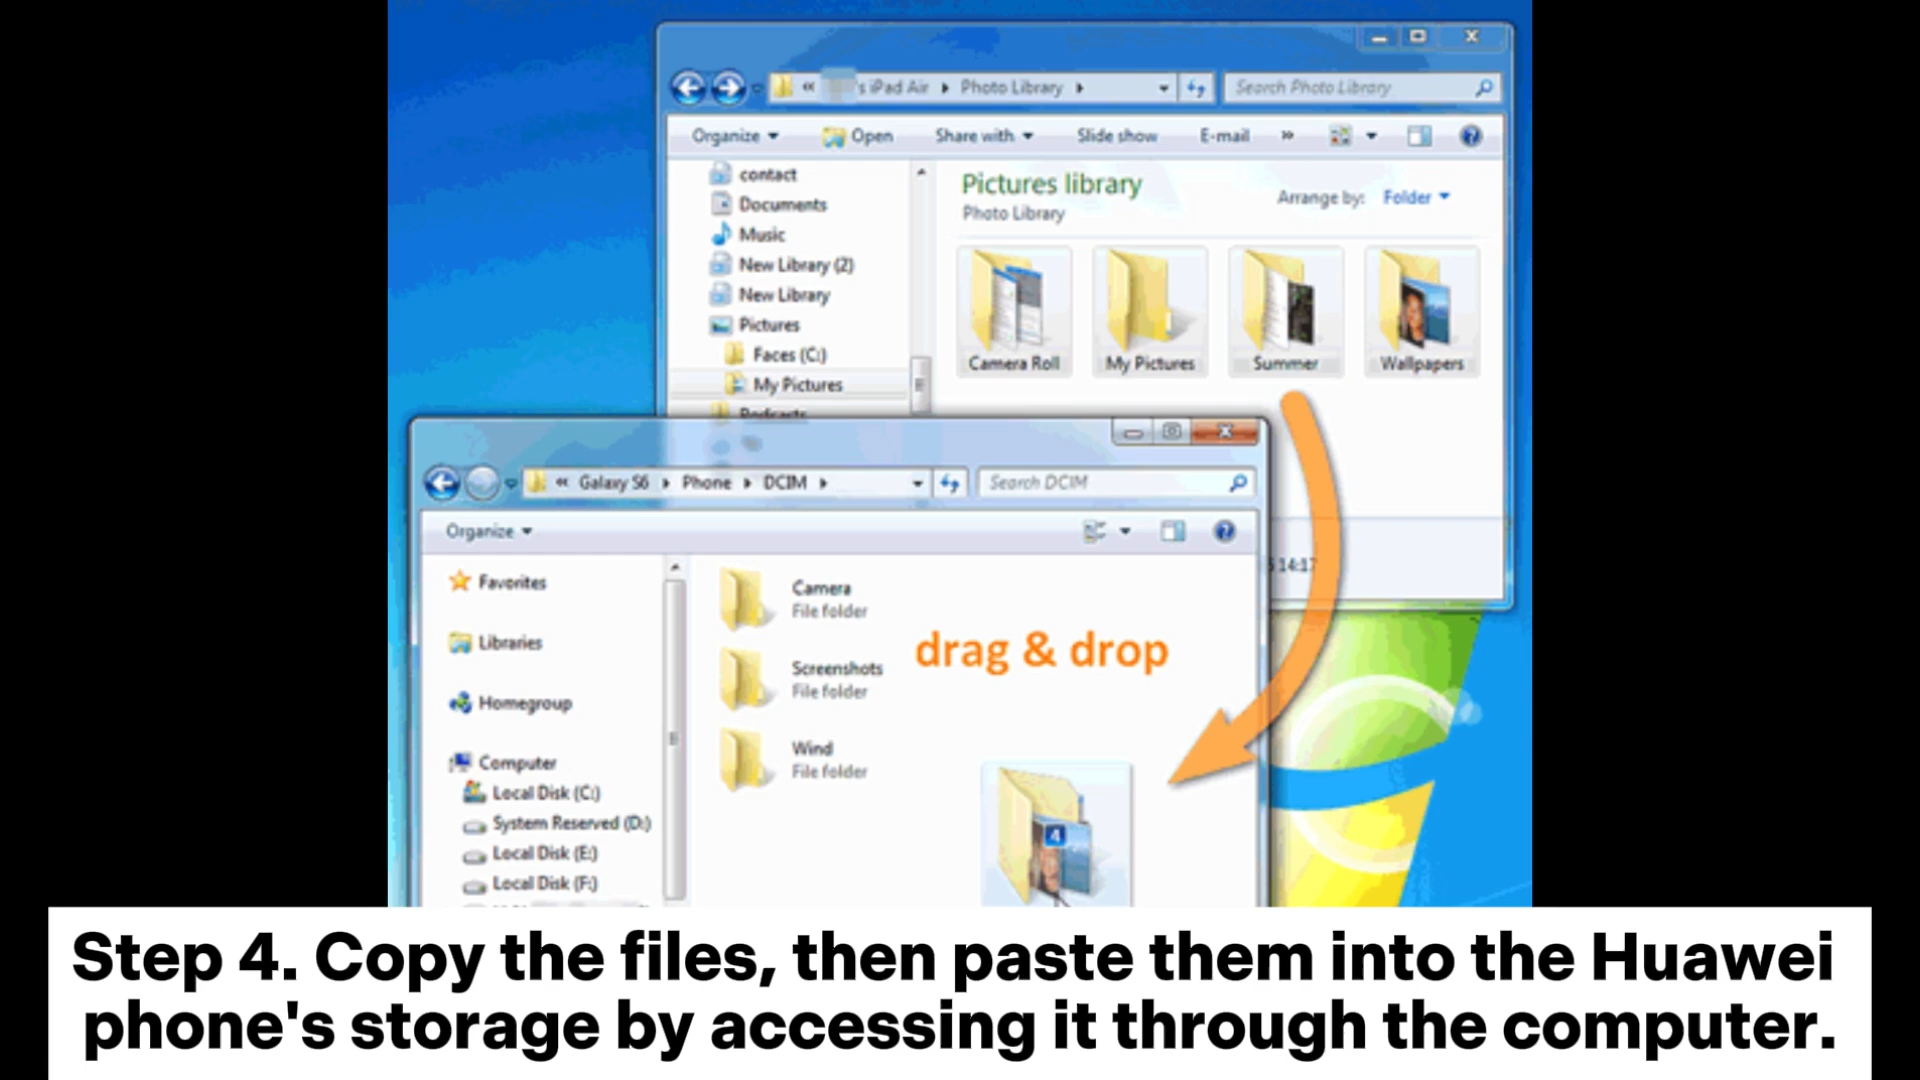 « 's iPad Air Photo Library Search Photo Library
Organize Open Share with Slide show E-mail »
contact
Documents
Music
New Library (2)
New Library
Pictures
Faces (C:)
My Pictures
Podcasts
Pictures library
Photo Library
Arrange by: Folder
Camera Roll My Pictures Summer Wallpapers
14:17
« Galaxy S6 Phone DCIM Search DCIM
Organize
Favorites
Libraries
Homegroup
Computer
Local Disk (C:)
System Reserved (D:)
Local Disk (E:)
Local Disk (F:)
Camera
File folder
Screenshots
File folder
Wind
File folder
drag & drop
4
Step 4. Copy the files, then paste them into the Huawei
phone's storage by accessing it through the computer.